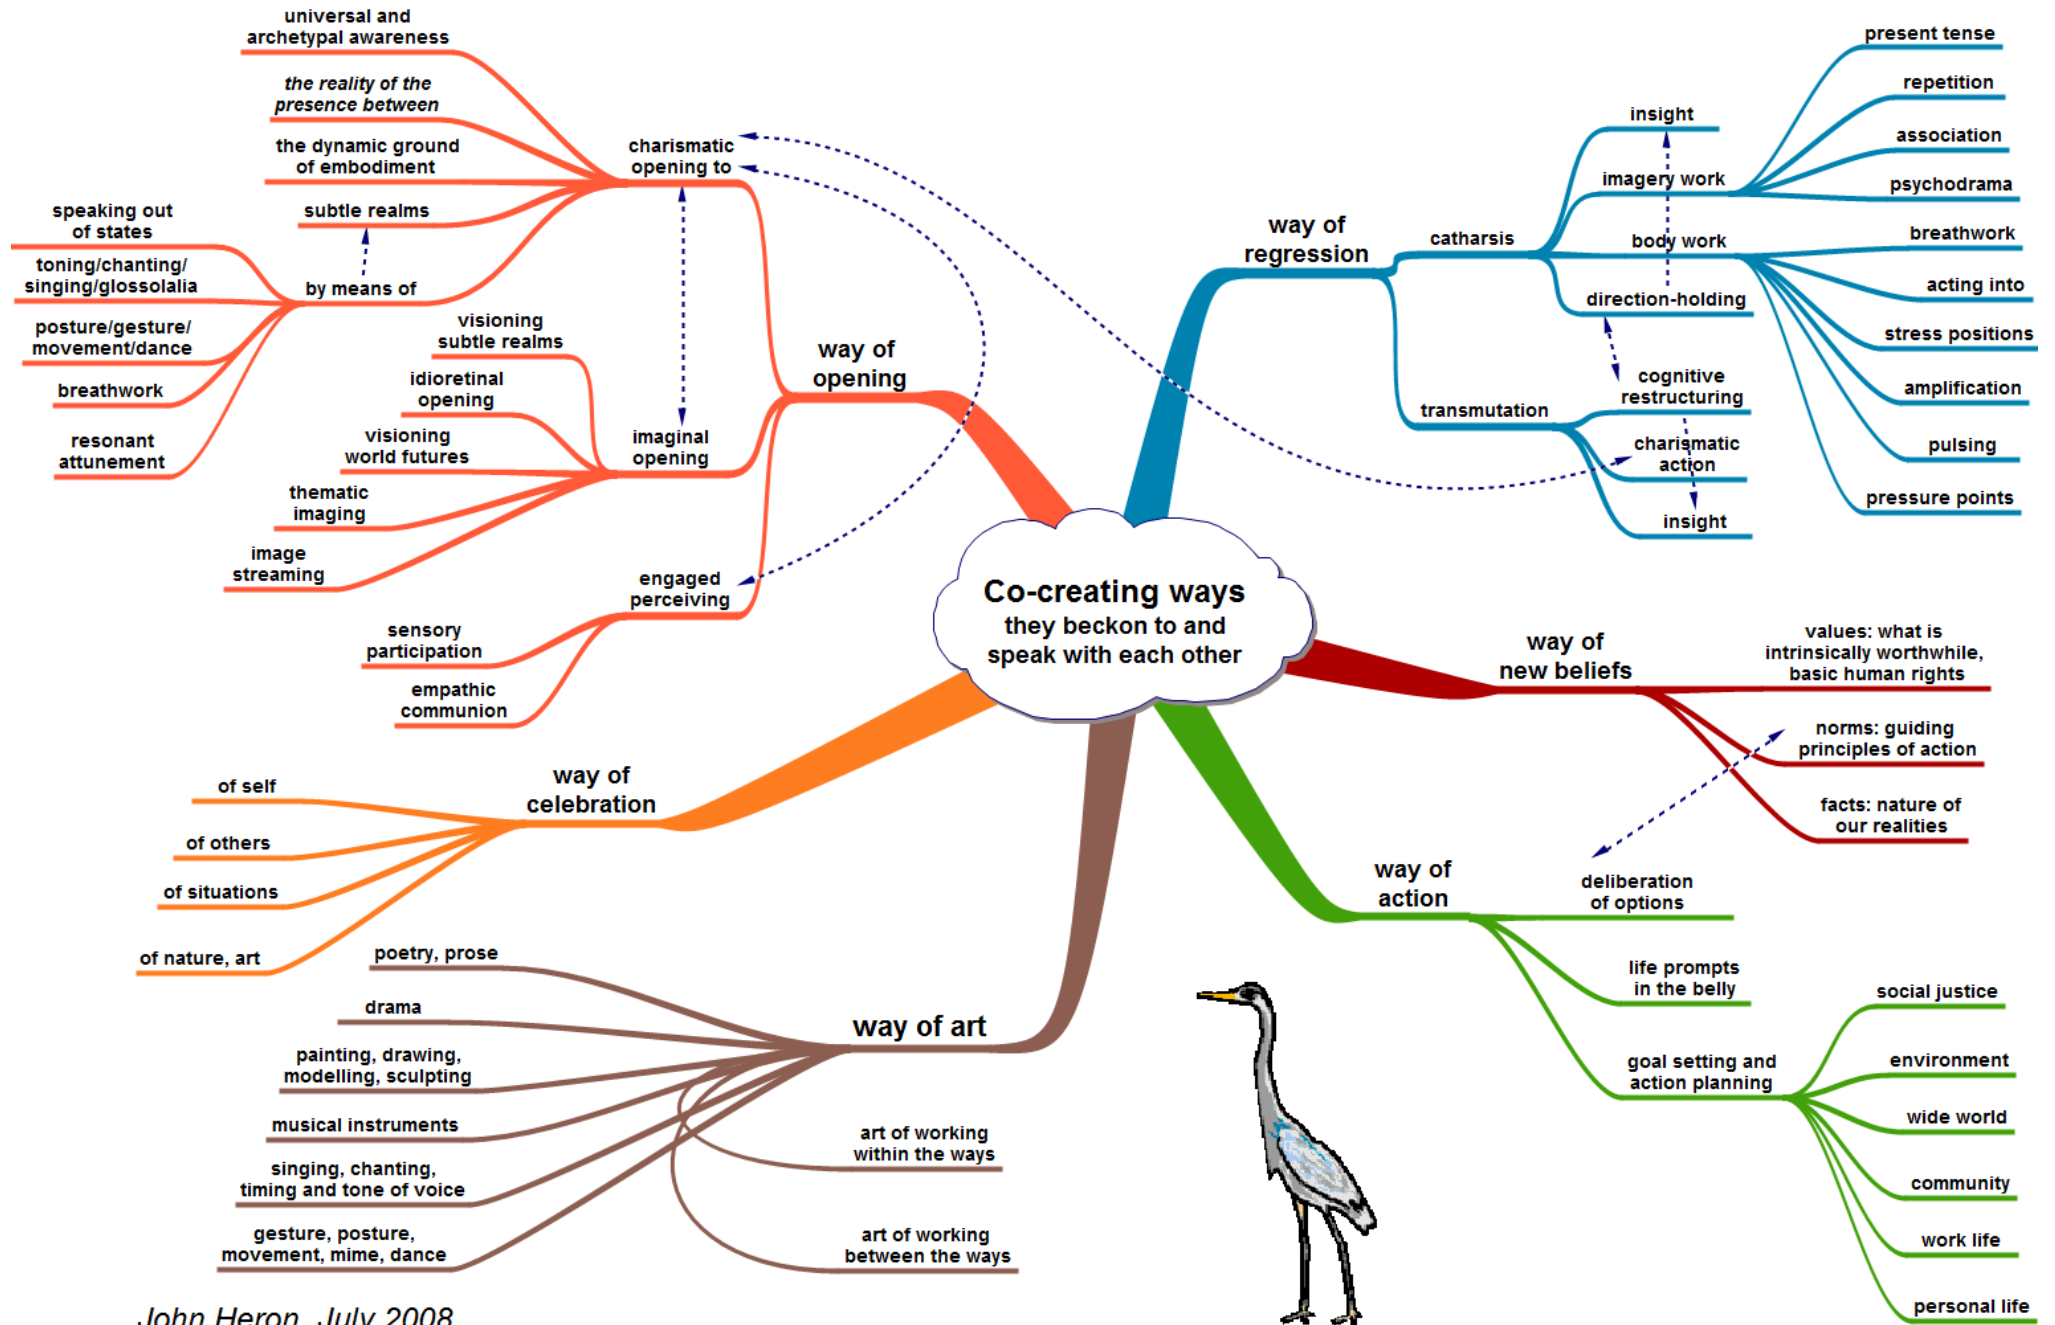 Co-creating ways
they beckon to and
speak with each other
way of
opening
charismatic
opening to
universal and
archetypal awareness
the reality of the
presence between
the dynamic ground
of embodiment
subtle realms
by means of
speaking out
of states
toning/chanting/
singing/glossolalia
posture/gesture/
movement/dance
breathwork
resonant
attunement
imaginal
opening
visioning
subtle realms
idioretinal
opening
visioning
world futures
thematic
imaging
image
streaming
engaged
perceiving
sensory
participation
empathic
communion
way of
regression
catharsis
insight
imagery work
present tense
repetition
association
psychodrama
body work
breathwork
acting into
stress positions
amplification
pulsing
pressure points
direction-holding
transmutation
cognitive
restructuring
charismatic
action
insight
way of
new beliefs
values: what is
intrinsically worthwhile,
basic human rights
norms: guiding
principles of action
facts: nature of
our realities
way of
action
deliberation
of options
life prompts
in the belly
goal setting and
action planning
social justice
environment
wide world
community
work life
personal life
way of
celebration
of self
of others
of situations
of nature, art
way of art
poetry, prose
drama
painting, drawing,
modelling, sculpting
musical instruments
singing, chanting,
timing and tone of voice
gesture, posture,
movement, mime, dance
art of working
within the ways
art of working
between the ways
John Heron, July 2008